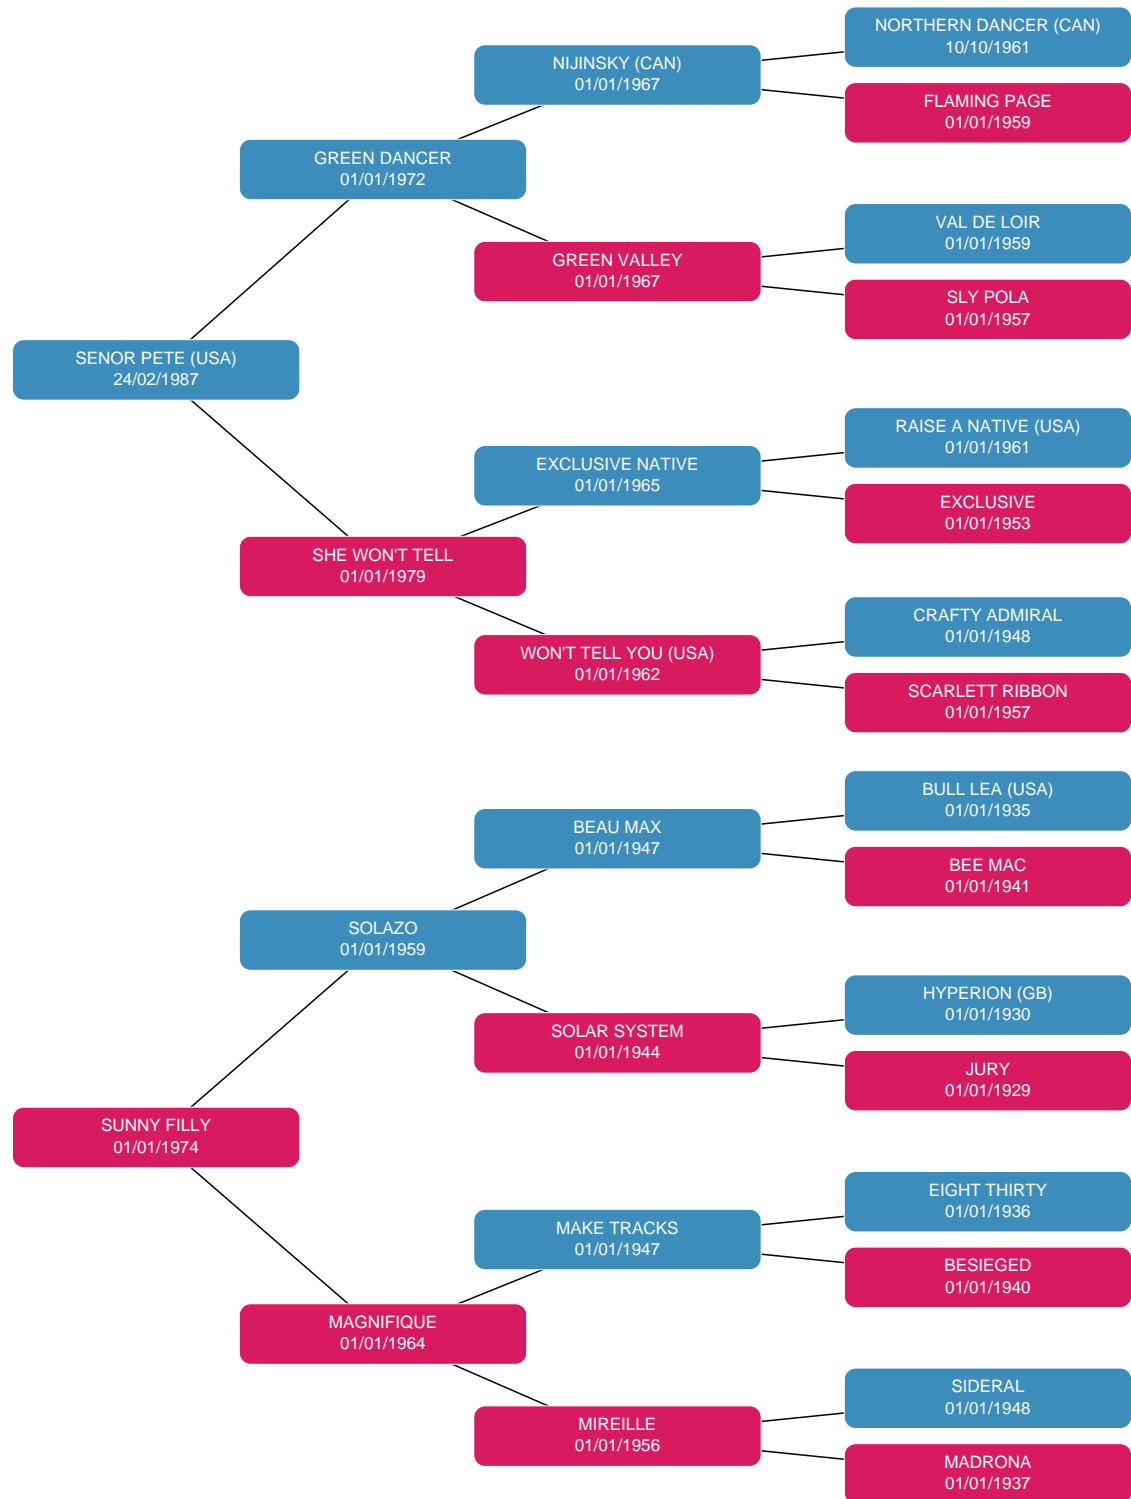 NORTHERN DANCER (CAN)
10/10/1961
NIJINSKY (CAN)
01/01/1967
FLAMING PAGE
01/01/1959
GREEN DANCER
01/01/1972
VAL DE LOIR
01/01/1959
GREEN VALLEY
01/01/1967
SLY POLA
01/01/1957
SENOR PETE (USA)
24/02/1987
RAISE A NATIVE (USA)
01/01/1961
EXCLUSIVE NATIVE
01/01/1965
EXCLUSIVE
01/01/1953
SHE WON'T TELL
01/01/1979
CRAFTY ADMIRAL
01/01/1948
WON'T TELL YOU (USA)
01/01/1962
SCARLETT RIBBON
01/01/1957
BULL LEA (USA)
01/01/1935
BEAU MAX
01/01/1947
BEE MAC
01/01/1941
SOLAZO
01/01/1959
HYPERION (GB)
01/01/1930
SOLAR SYSTEM
01/01/1944
JURY
01/01/1929
SUNNY FILLY
01/01/1974
EIGHT THIRTY
01/01/1936
MAKE TRACKS
01/01/1947
BESIEGED
01/01/1940
MAGNIFIQUE
01/01/1964
SIDERAL
01/01/1948
MIREILLE
01/01/1956
MADRONA
01/01/1937